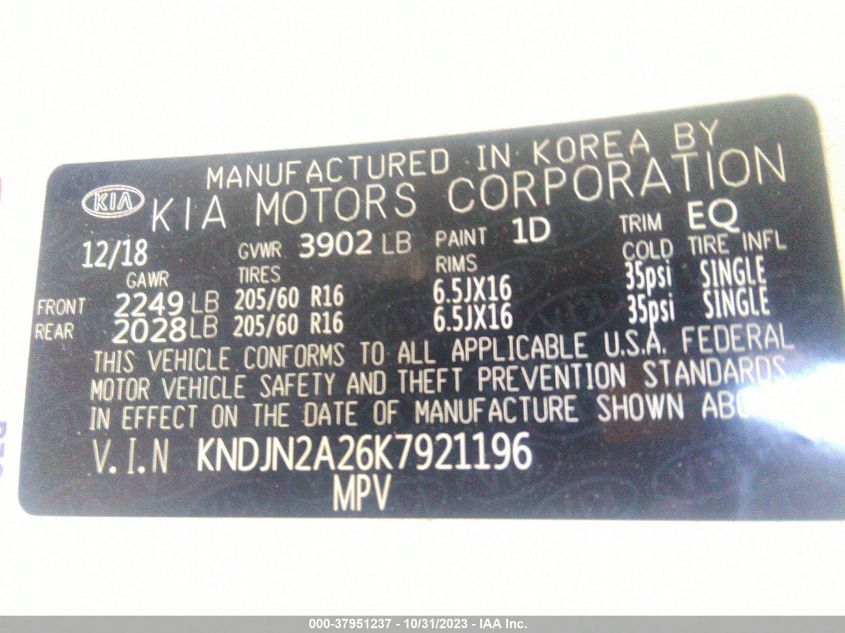 MANUFACTURED IN KOREA BY
KIA KIA MOTORS CORPORATION
12/18 GVWR 3902 LB PAINT 1D TRIM EQ
GAWR TIRES RIMS COLD TIRE INFL
FRONT 2249 LB 205/60 R16 6.5JX16 35psi SINGLE
REAR 2028 LB 205/60 R16 6.5JX16 35psi SINGLE
THIS VEHICLE CONFORMS TO ALL APPLICABLE U.S.A. FEDERAL
MOTOR VEHICLE SAFETY AND THEFT PREVENTION STANDARDS
IN EFFECT ON THE DATE OF MANUFACTURE SHOWN
V.I.N KNDJN2A26K7921196
MPV
000-37951237 - 10/31/2023 - IAA Inc.